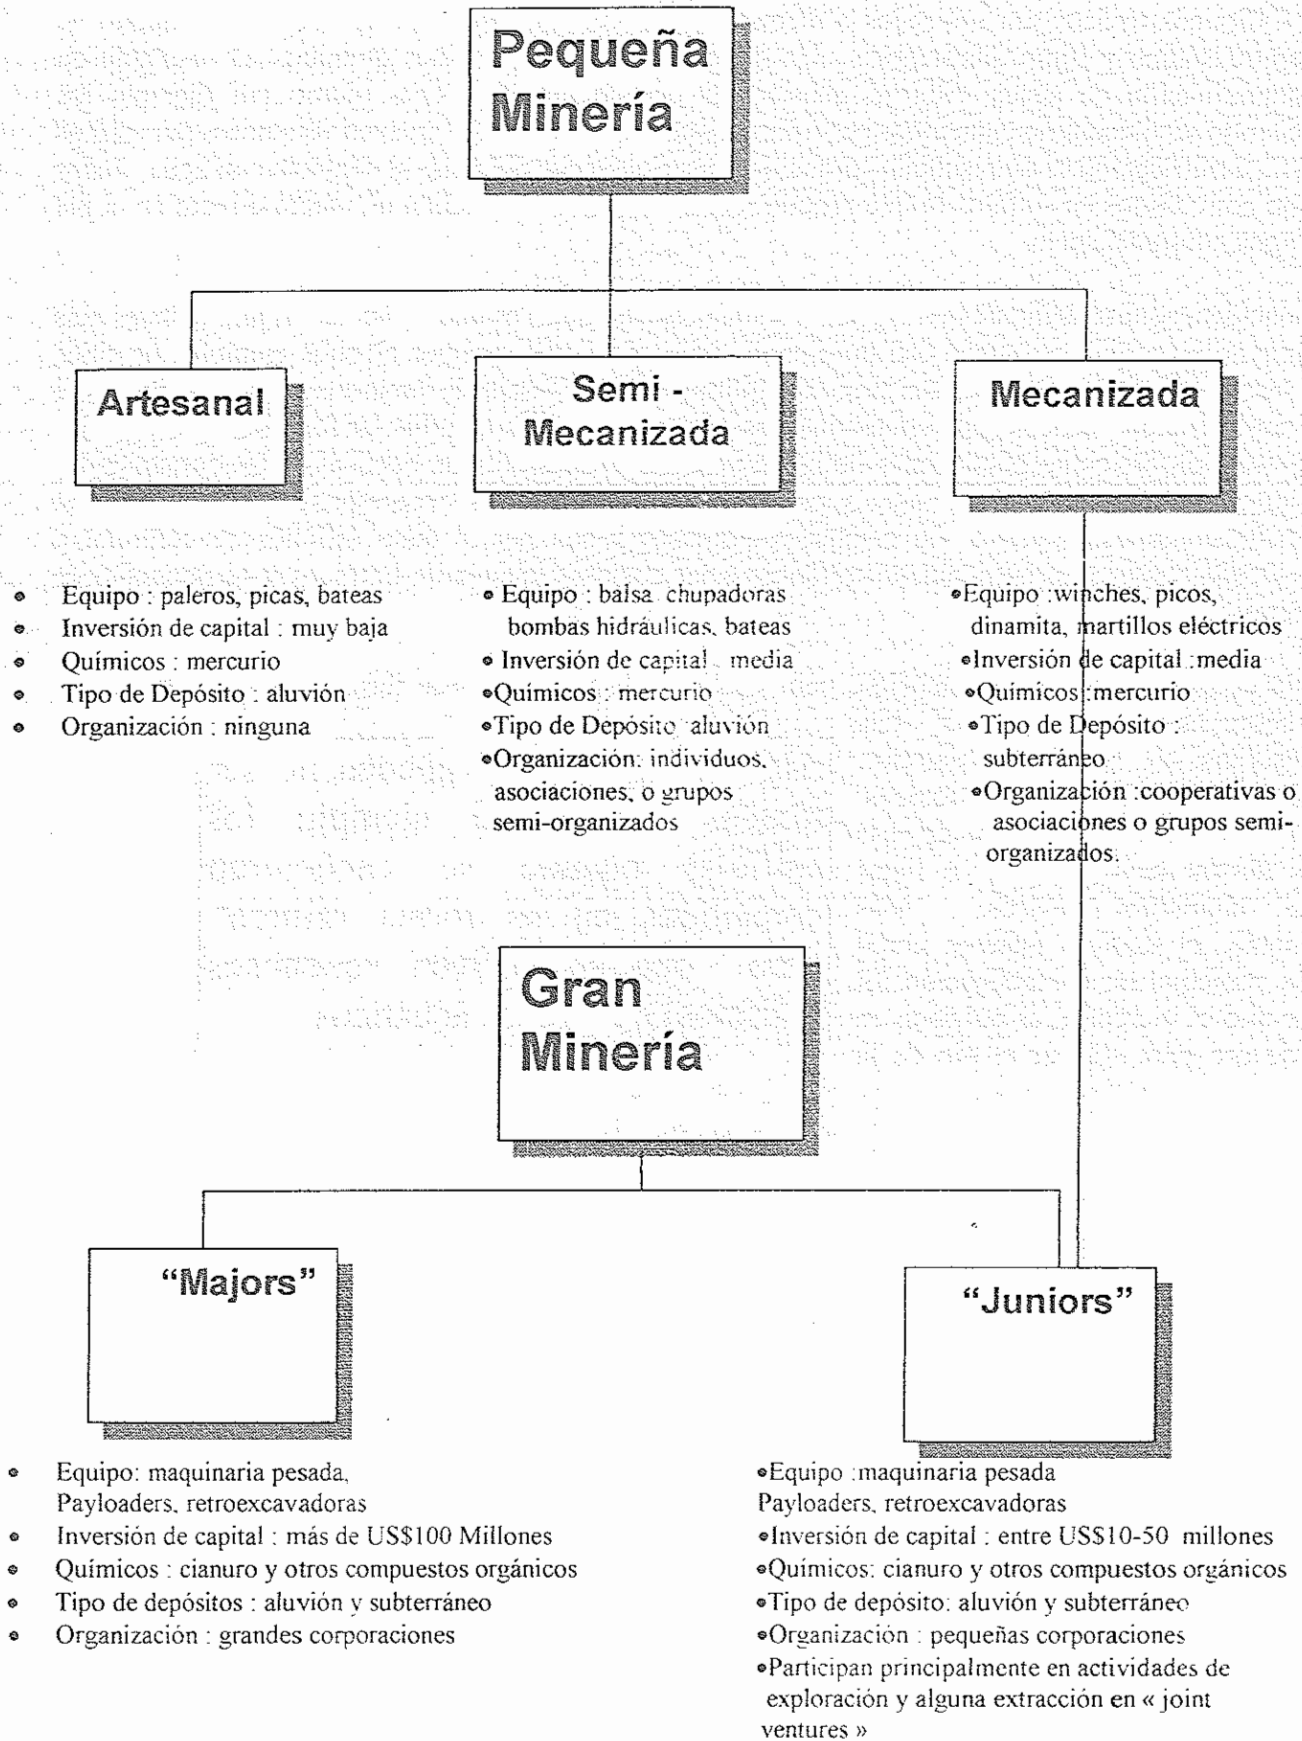 Pequeña
Minería
Artesanal
Semi -
Mecanizada
Mecanizada
• Equipo : paleros, picas, bateas
• Inversión de capital : muy baja
• Químicos : mercurio
• Tipo de Depósito : aluvión
• Organización : ninguna
• Equipo : balsa chupadoras
bombas hidráulicas, bateas
• Inversión de capital media
•Químicos : mercurio
•Tipo de Depósito aluvión
•Organización: individuos,
asociaciones, o grupos
semi-organizados
•Equipo :winches, picos,
dinamita, martillos eléctricos
•Inversión de capital :media
•Químicos :mercurio
•Tipo de Depósito :
subterráneo
•Organización :cooperativas o
asociaciones o grupos semi-
organizados.
Gran
Minería
“Majors”
“Juniors”
• Equipo: maquinaria pesada,
Payloaders, retroexcavadoras
• Inversión de capital : más de US$100 Millones
• Químicos : cianuro y otros compuestos orgánicos
• Tipo de depósitos : aluvión y subterráneo
• Organización : grandes corporaciones
•Equipo :maquinaria pesada
Payloaders, retroexcavadoras
•Inversión de capital : entre US$10-50 millones
•Químicos: cianuro y otros compuestos orgánicos
•Tipo de depósito: aluvión y subterráneo
•Organización : pequeñas corporaciones
•Participan principalmente en actividades de
exploración y alguna extracción en « joint
ventures »